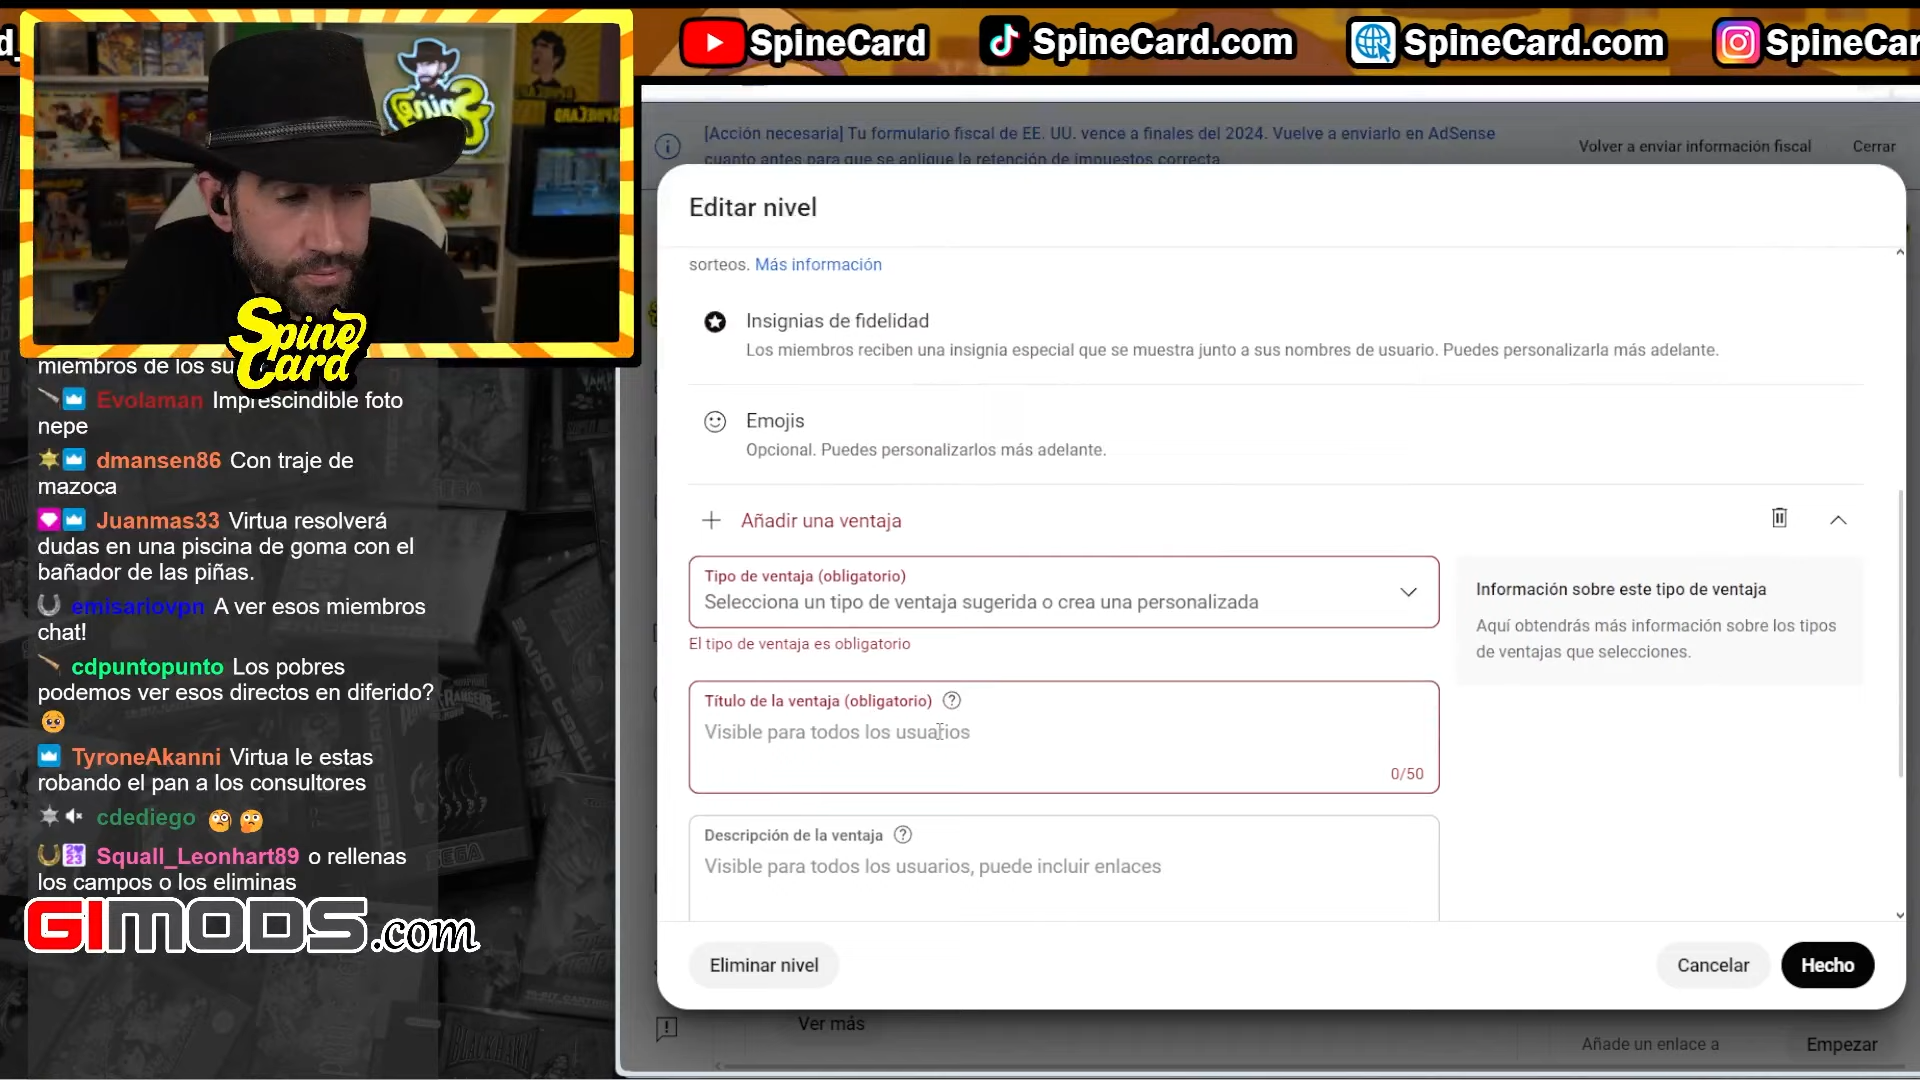 SpineCard
SpineCard.com
SpineCard.com
SpineCar
Spine
Card
[Acción necesaria] Tu formulario fiscal de EE. UU. vence a finales del 2024. Vuelve a enviarlo en AdSense
cuanto antes para que se aplique la retención de impuestos correcta
Volver a enviar información fiscal
Cerrar
Editar nivel
sorteos. Más información
Insignias de fidelidad
Los miembros reciben una insignia especial que se muestra junto a sus nombres de usuario. Puedes personalizarla más adelante.
Emojis
Opcional. Puedes personalizarlos más adelante.
Añadir una ventaja
Tipo de ventaja (obligatorio)
Selecciona un tipo de ventaja sugerida o crea una personalizada
El tipo de ventaja es obligatorio
Información sobre este tipo de ventaja
Aquí obtendrás más información sobre los tipos
de ventajas que selecciones.
Título de la ventaja (obligatorio)
Visible para todos los usuarios
0/50
Descripción de la ventaja
Visible para todos los usuarios, puede incluir enlaces
Eliminar nivel
Cancelar
Hecho
Ver más
Añade un enlace a
Empezar
miembros de los su
Evolaman Imprescindible foto
nepe
dmansen86 Con traje de
mazoca
Juanmas33 Virtua resolverá
dudas en una piscina de goma con el
bañador de las piñas.
emisariovpn A ver esos miembros
chat!
cdpuntopunto Los pobres
podemos ver esos directos en diferido?
TyroneAkanni Virtua le estas
robando el pan a los consultores
cdediego
Squall_Leonhart89 o rellenas
los campos o los eliminas
GIMODS.com